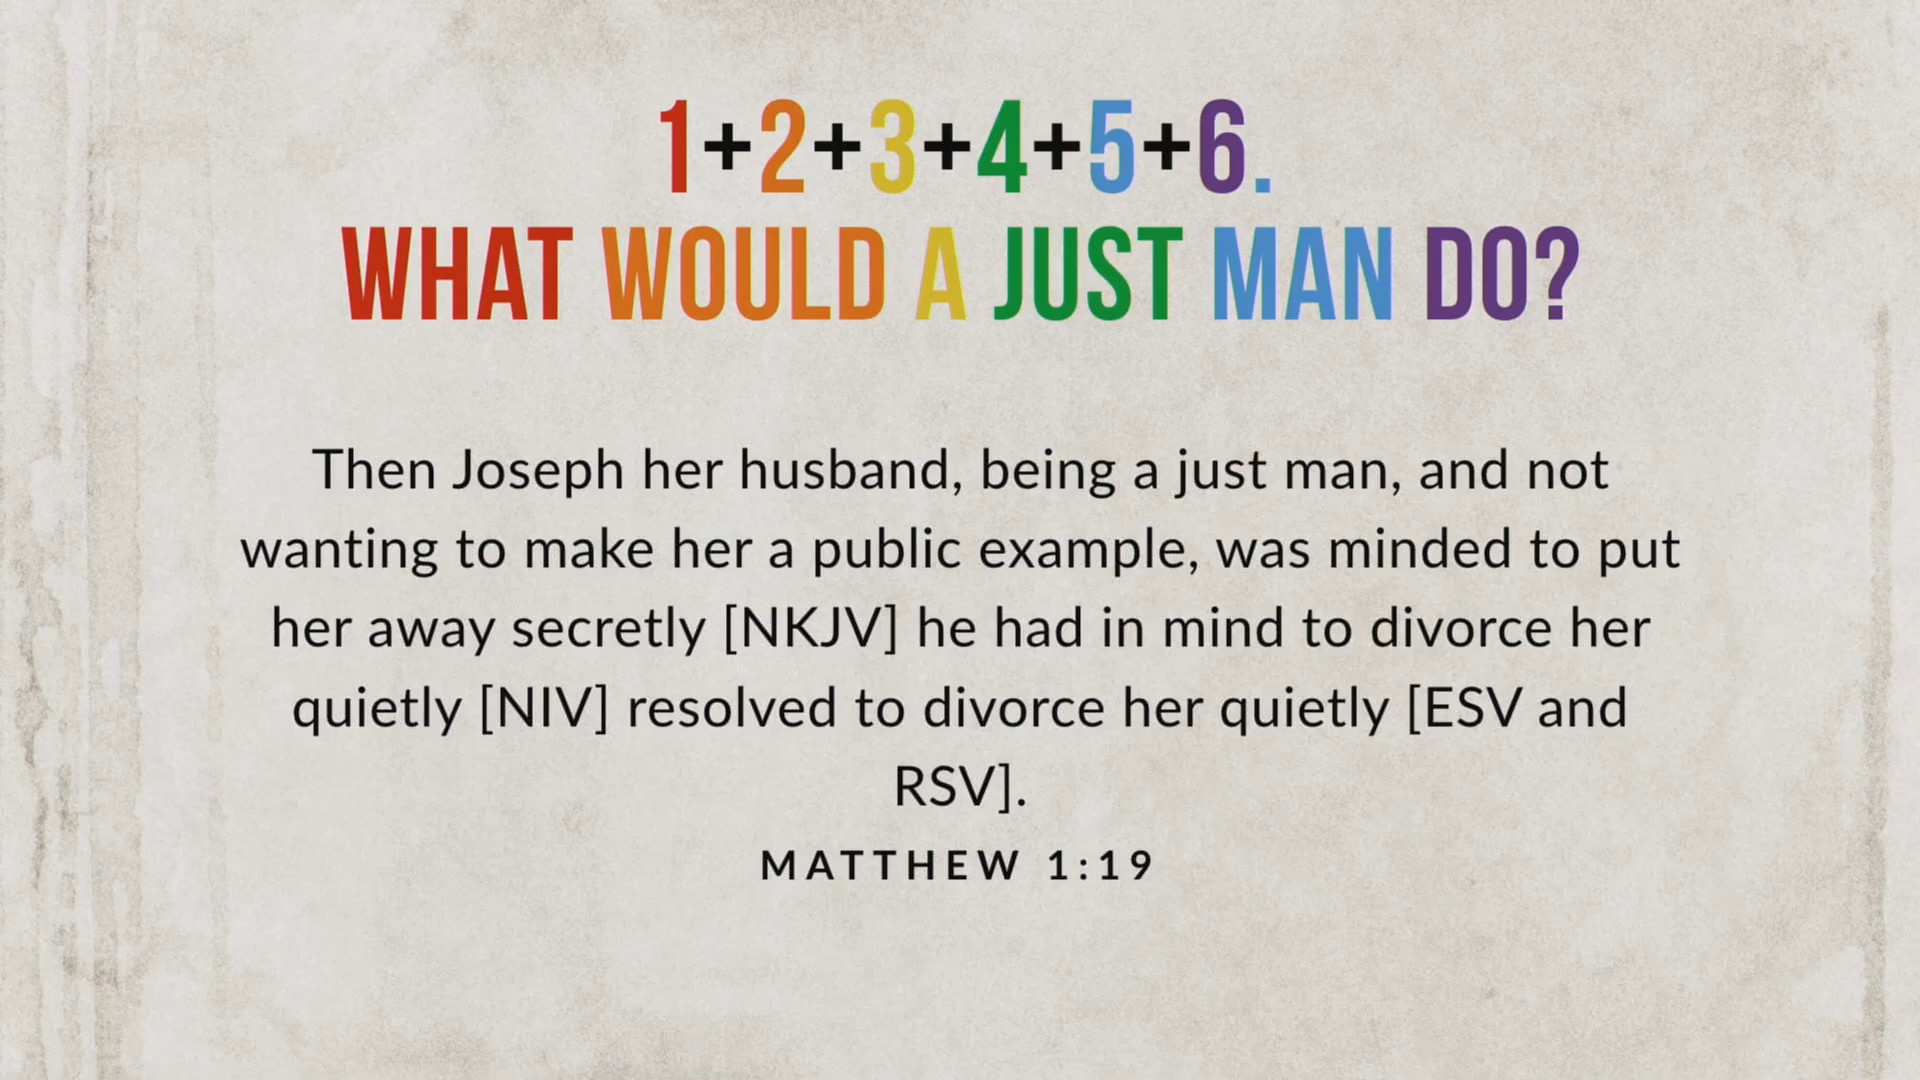 1+2+3+4+5+6.
WHAT WOULD A JUST MAN DO?
Then Joseph her husband, being a just man, and not
wanting to make her a public example, was minded to put
her away secretly [NKJV] he had in mind to divorce her
quietly [NIV] resolved to divorce her quietly [ESV and
RSV].
MATTHEW 1:19